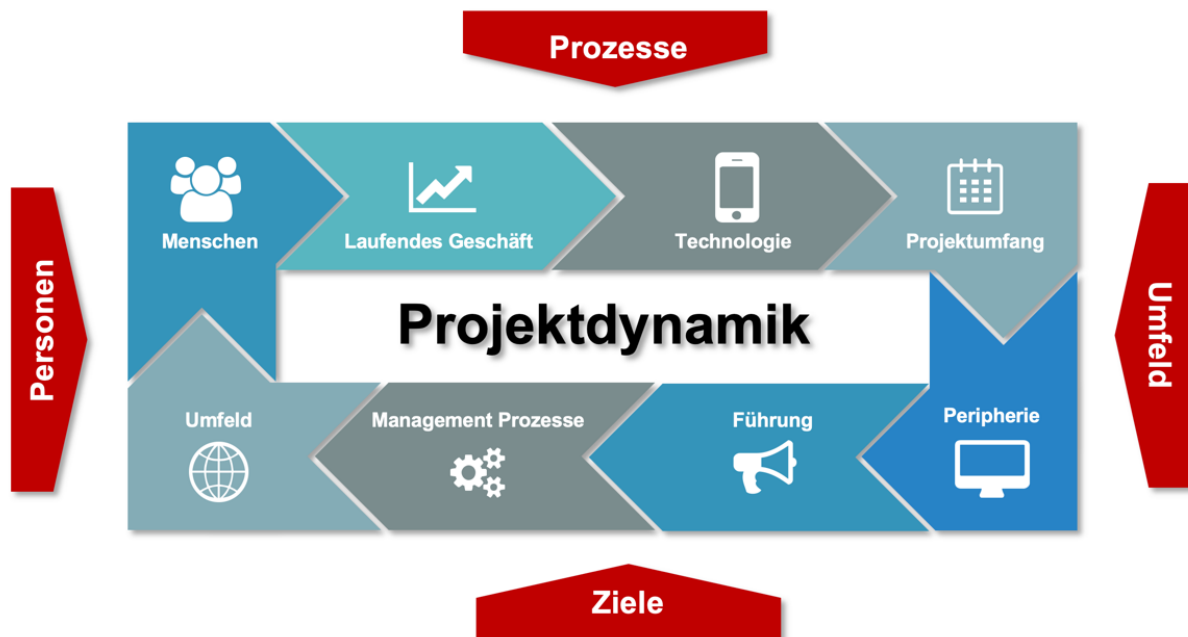 Prozesse
Menschen
Laufendes Geschäft
Technologie
Projektumfang
Personen
Projektdynamik
Umfeld
Umfeld
Management Prozesse
Führung
Peripherie
Ziele